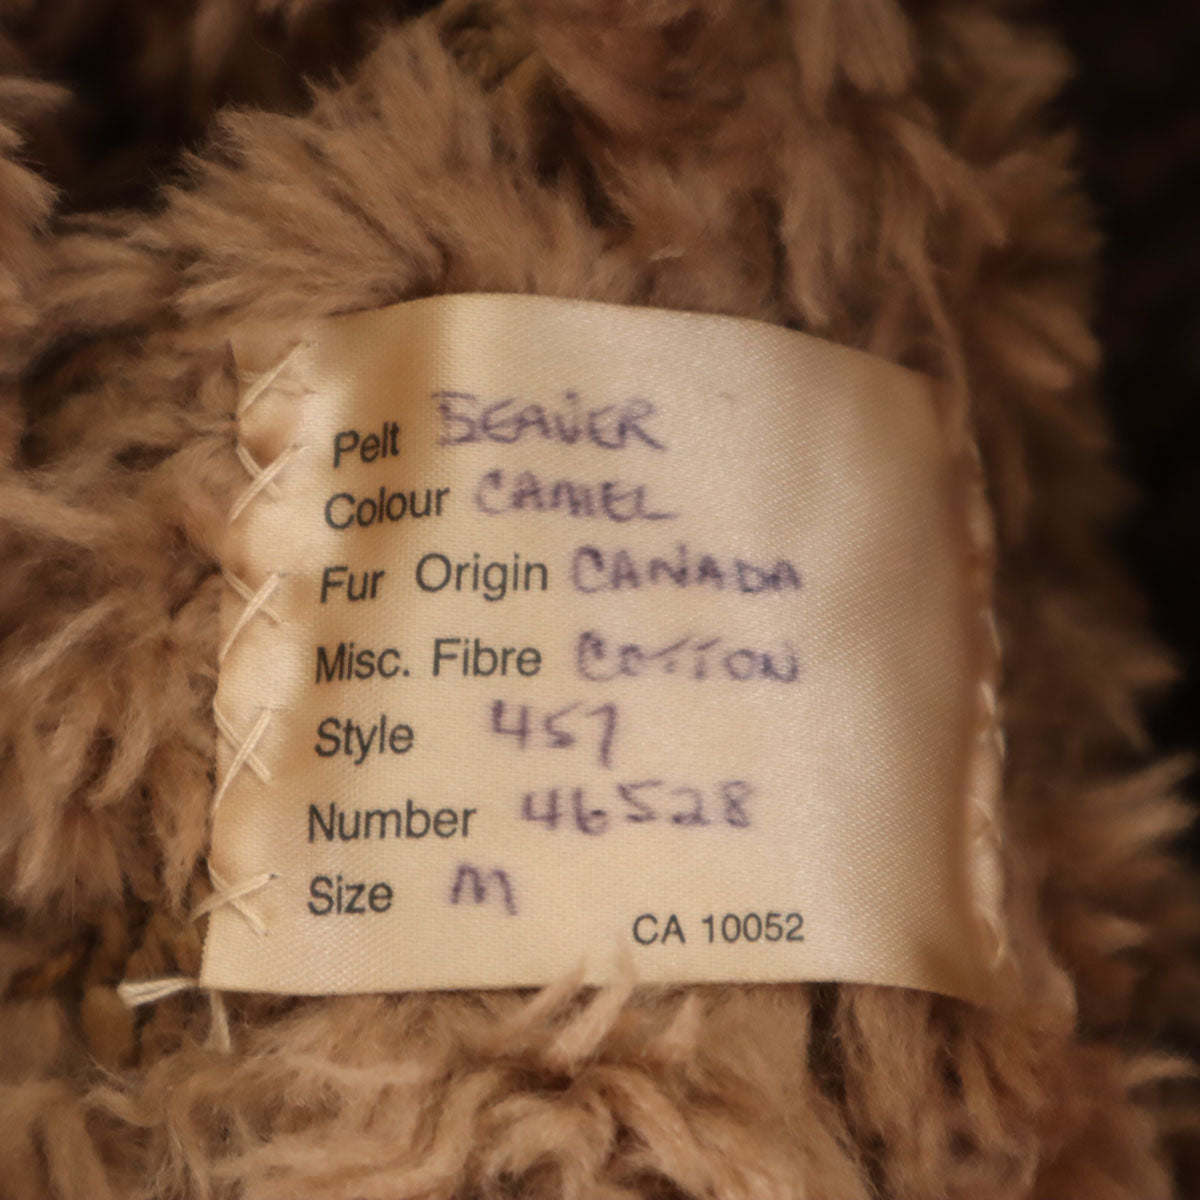 Pelt BEAVER
Colour CAMEL
Fur Origin CANADA
Misc. Fibre COTTON
Style 457
Number 46528
Size M
CA 10052